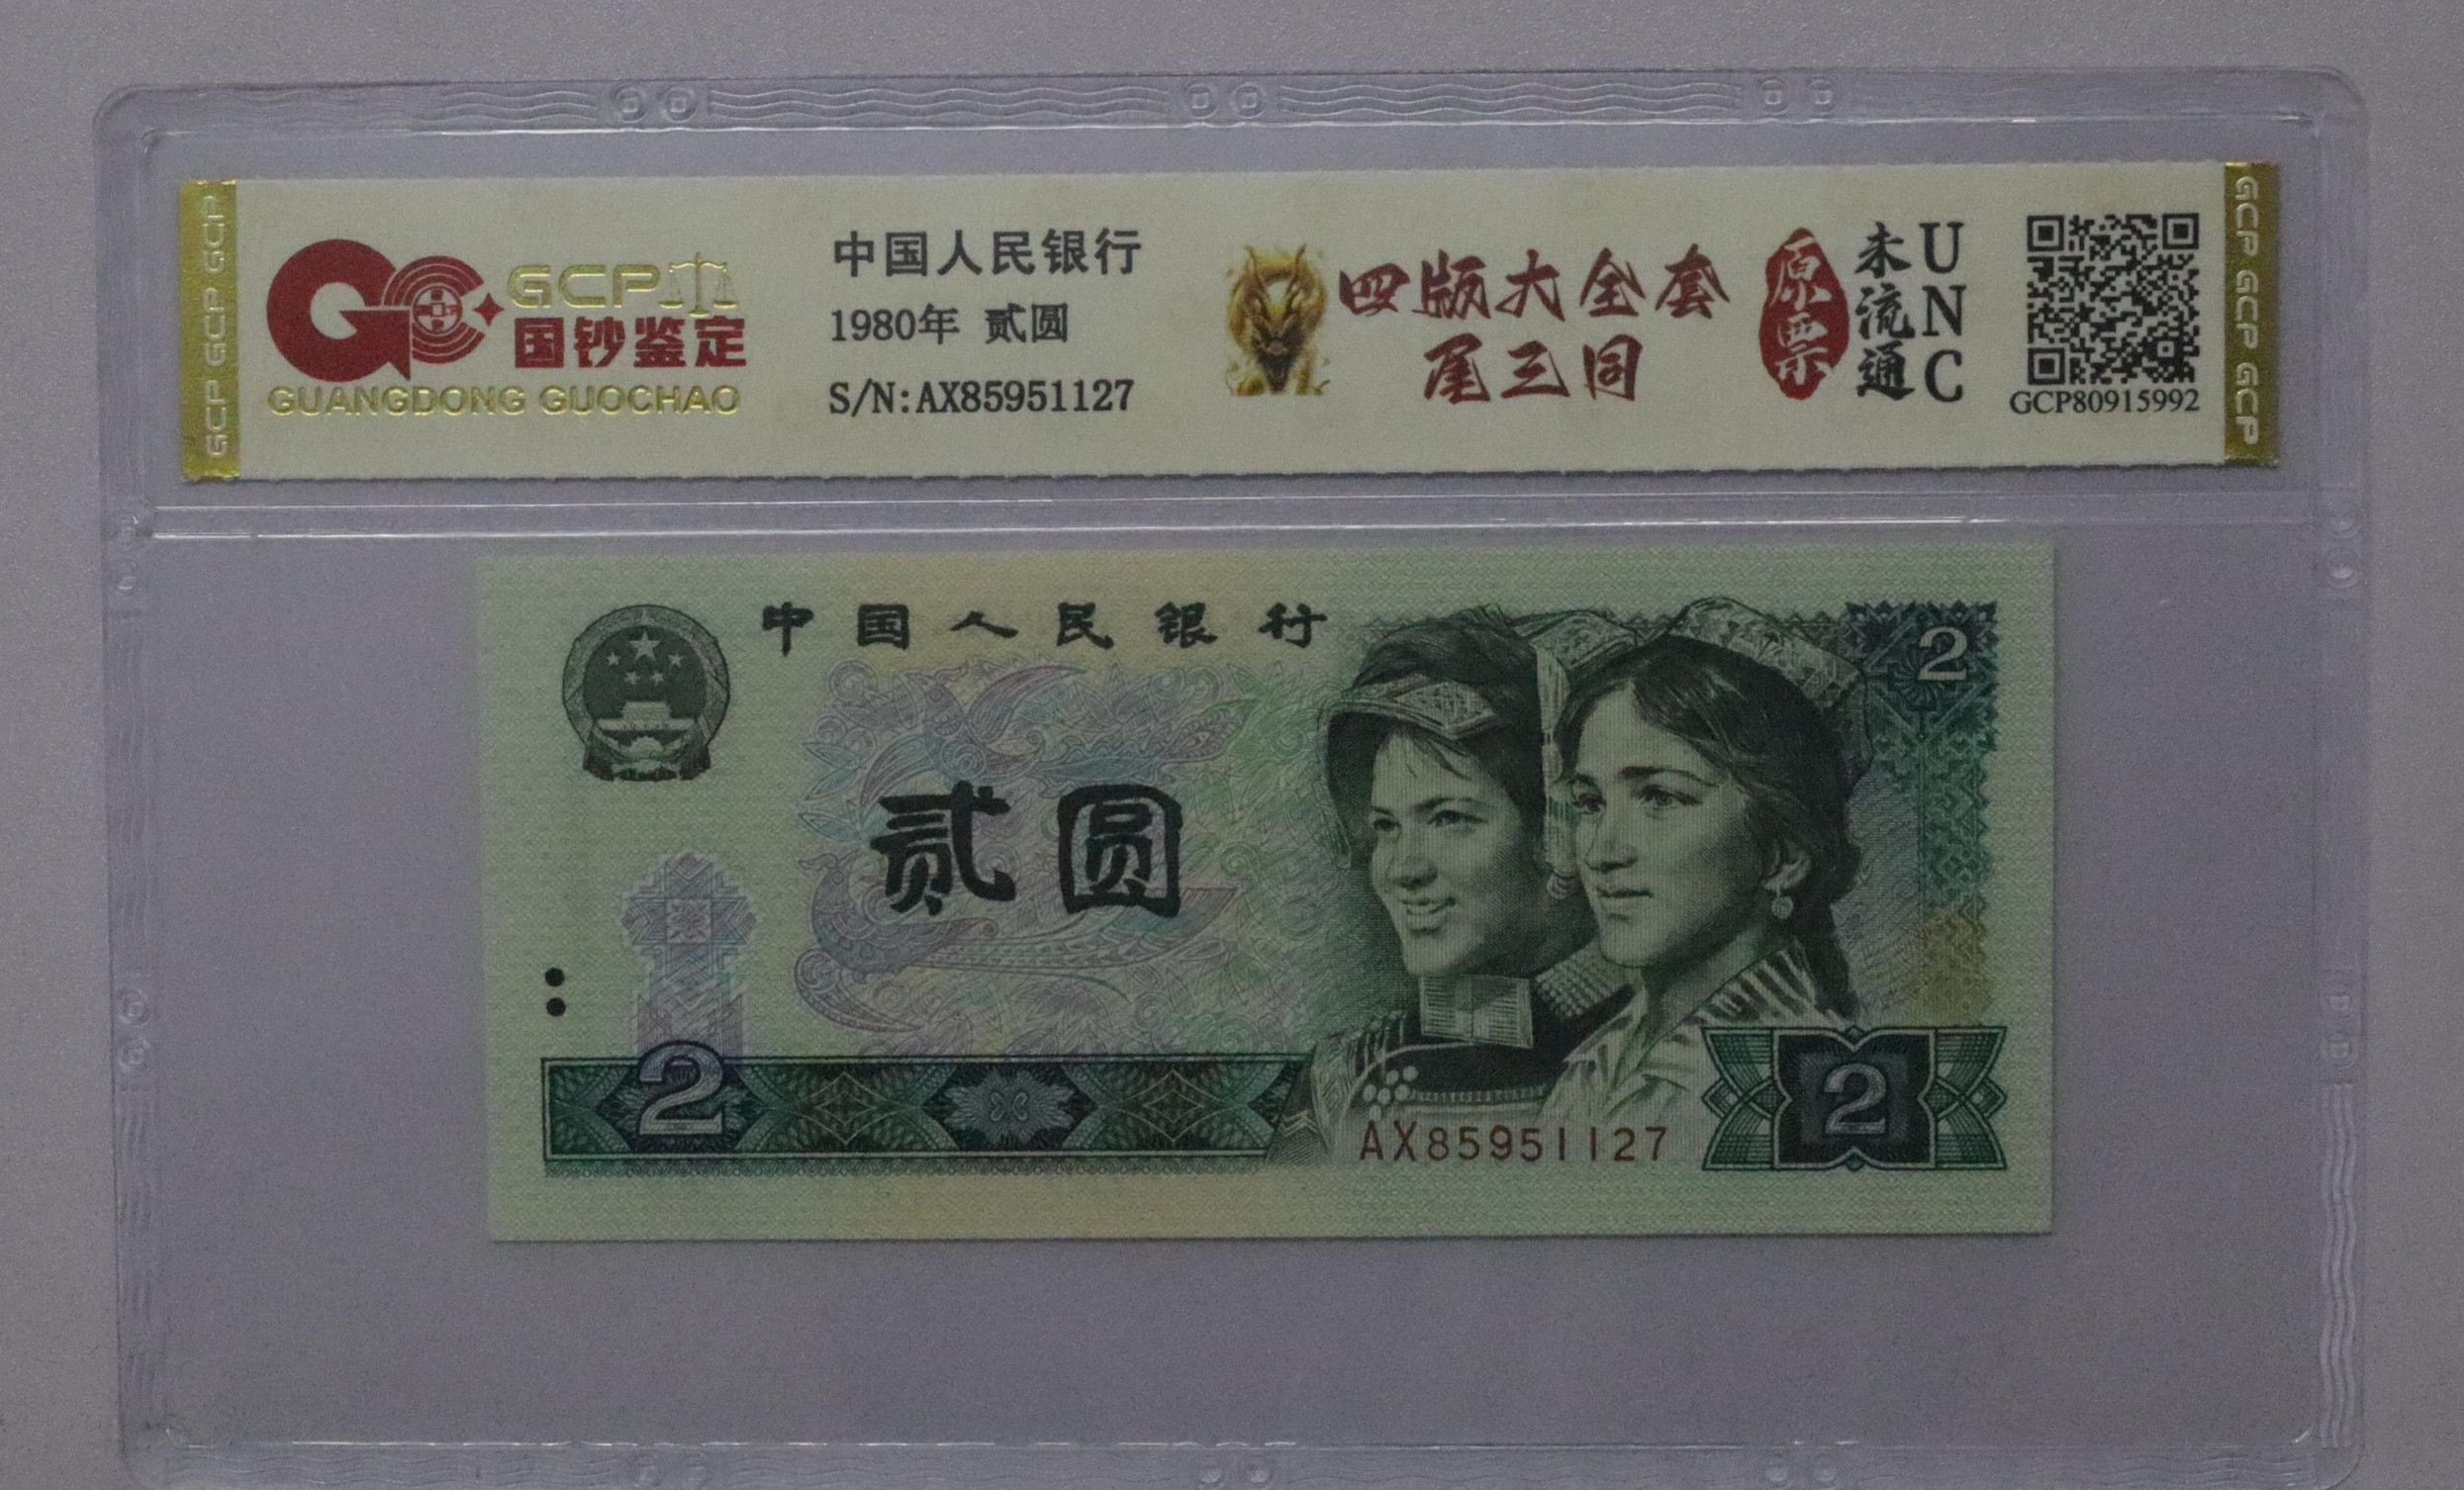 GCP GCP GCP
GCP
国钞鉴定
GUANGDONG GUOCHAO
中国人民银行
1980年 贰圆
S/N:AX85951127
四版大全套
尾三同
原票
未流通
UNC
GCP80915992
GCP GCP GCP
中国人民银行
2
贰圆
2
AX85951127
2